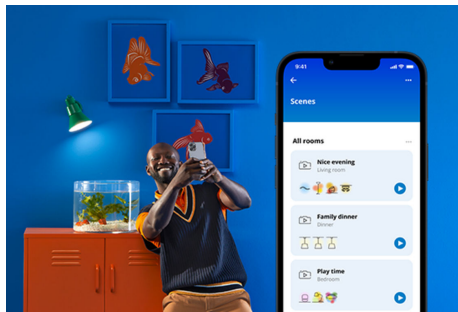 9:41
Scenes
All rooms
Nice evening
Living room
Family dinner
Dinner
Play time
Bedroom